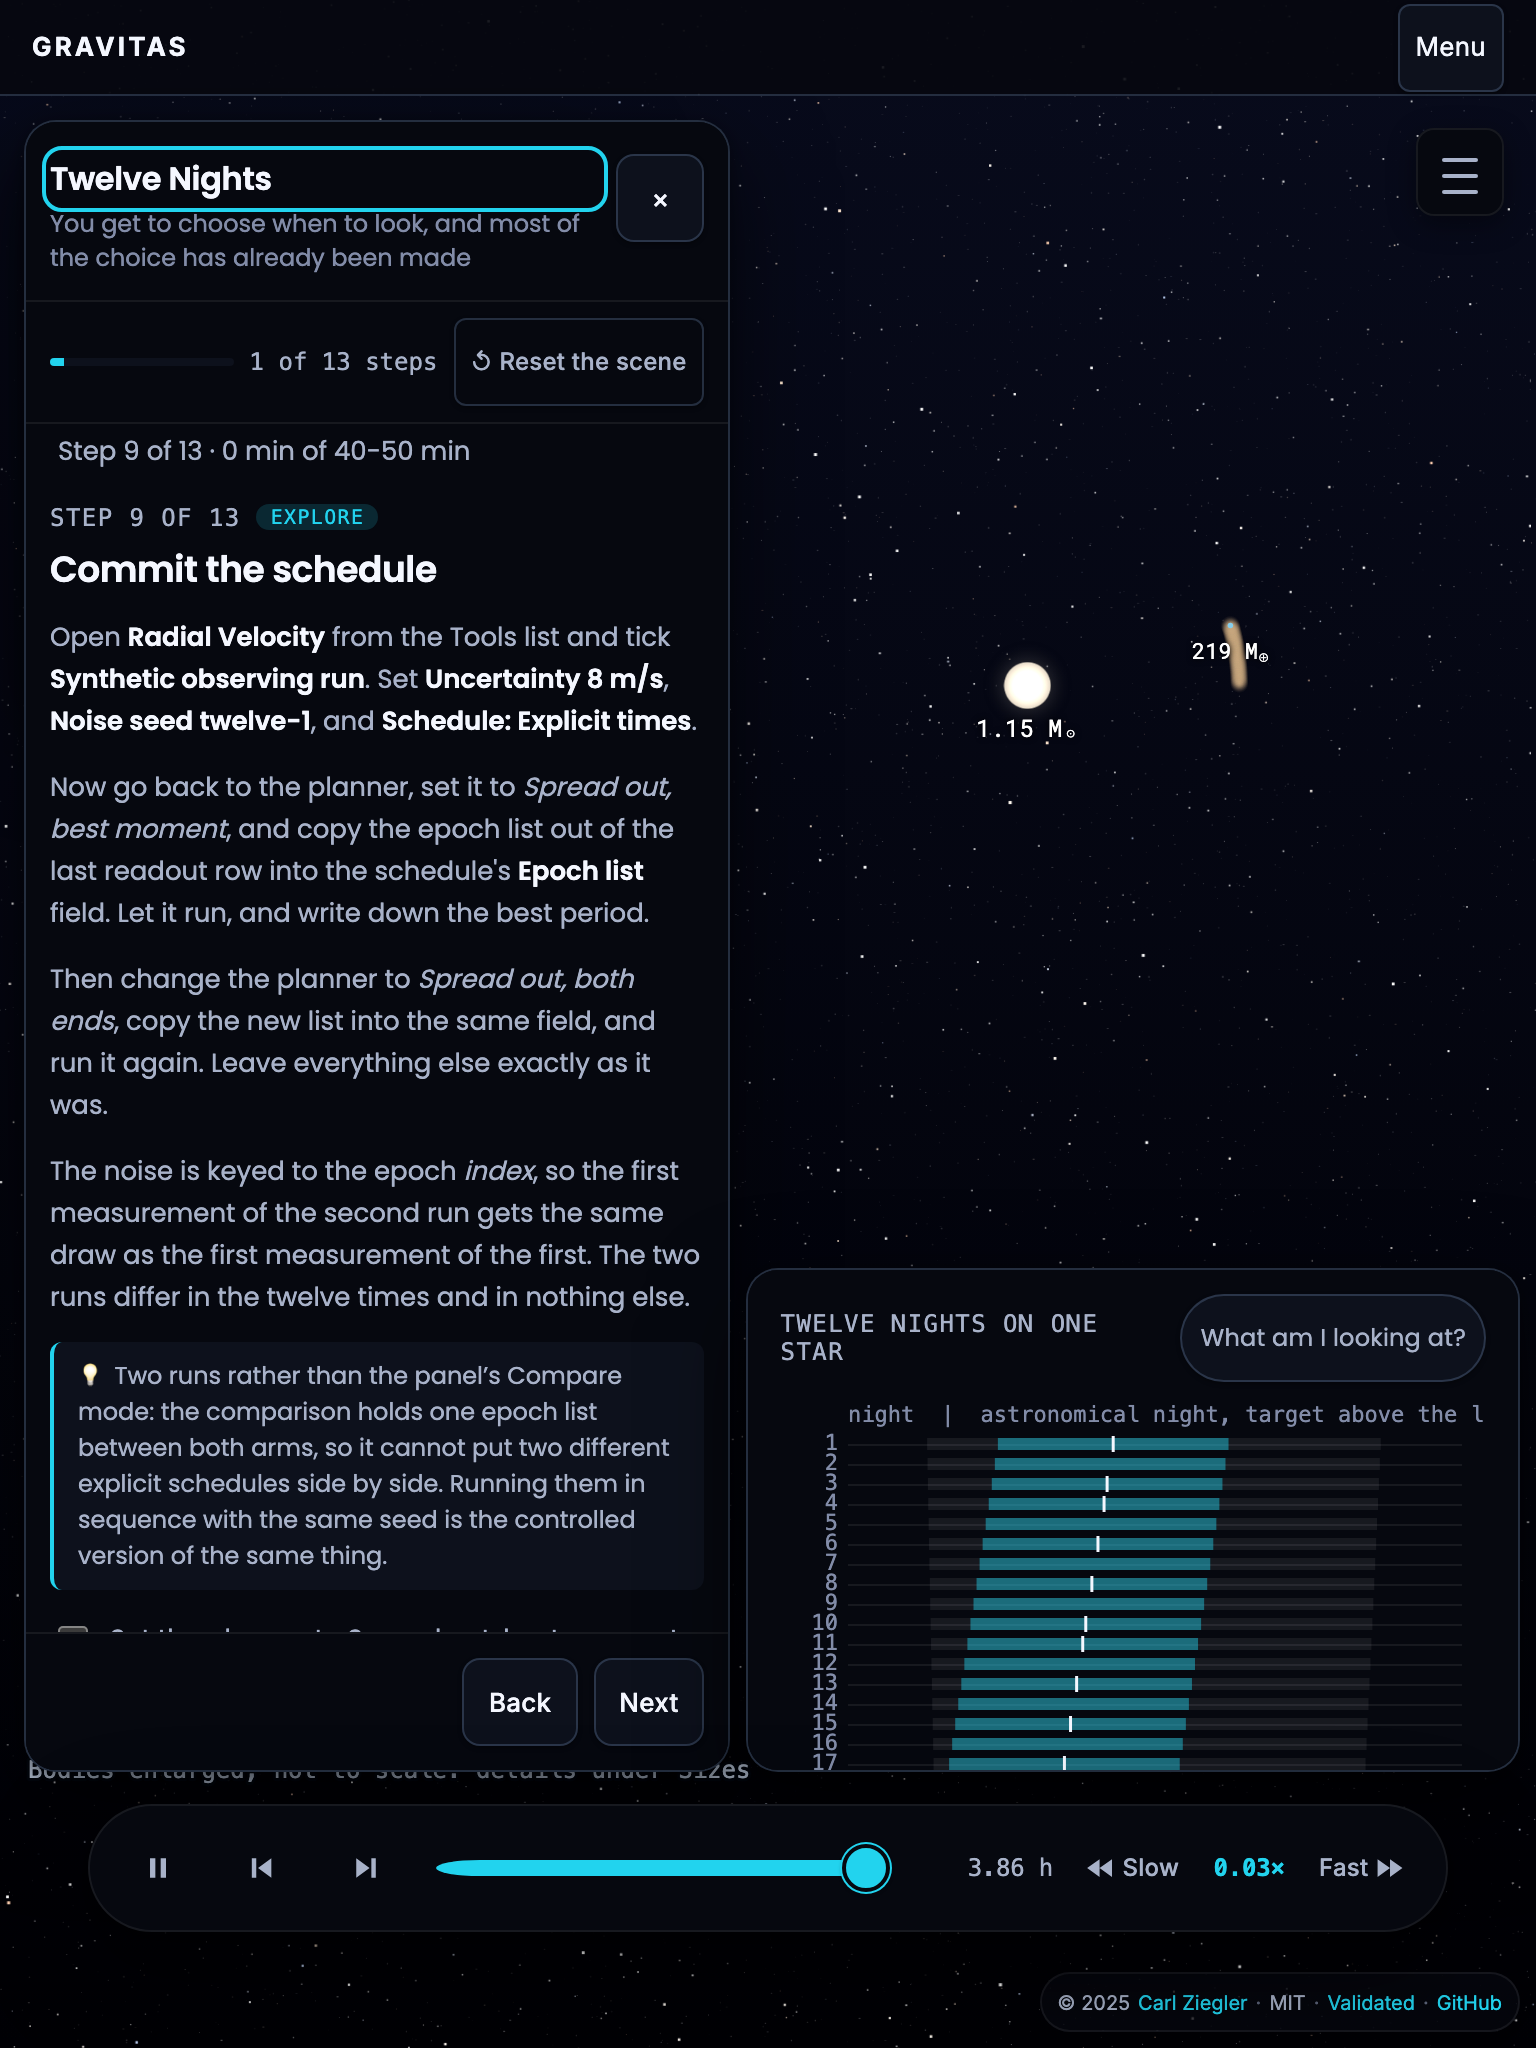 GRAVITAS
Menu
Twelve Nights
You get to choose when to look, and most of
the choice has already been made
×
1 of 13 steps
Reset the scene
Step 9 of 13 · 0 min of 40–50 min
STEP 9 OF 13
EXPLORE
Commit the schedule
Open Radial Velocity from the Tools list and tick
Synthetic observing run. Set Uncertainty 8 m/s,
Noise seed twelve-1, and Schedule: Explicit times.
Now go back to the planner, set it to Spread out,
best moment, and copy the epoch list out of the
last readout row into the schedule's Epoch list
field. Let it run, and write down the best period.
Then change the planner to Spread out, both
ends, copy the new list into the same field, and
run it again. Leave everything else exactly as it
was.
The noise is keyed to the epoch index, so the first
measurement of the second run gets the same
draw as the first measurement of the first. The two
runs differ in the twelve times and in nothing else.
Two runs rather than the panel’s Compare
mode: the comparison holds one epoch list
between both arms, so it cannot put two different
explicit schedules side by side. Running them in
sequence with the same seed is the controlled
version of the same thing.
Back
Next
1.15 M☉
219 M⊕
TWELVE NIGHTS ON ONE
STAR
What am I looking at?
night | astronomical night, target above the l
1
2
3
4
5
6
7
8
9
10
11
12
13
14
15
16
17
Bodies enlarged, not to scale: details under Sizes
3.86 h
Slow
0.03×
Fast
© 2025 Carl Ziegler · MIT · Validated · GitHub